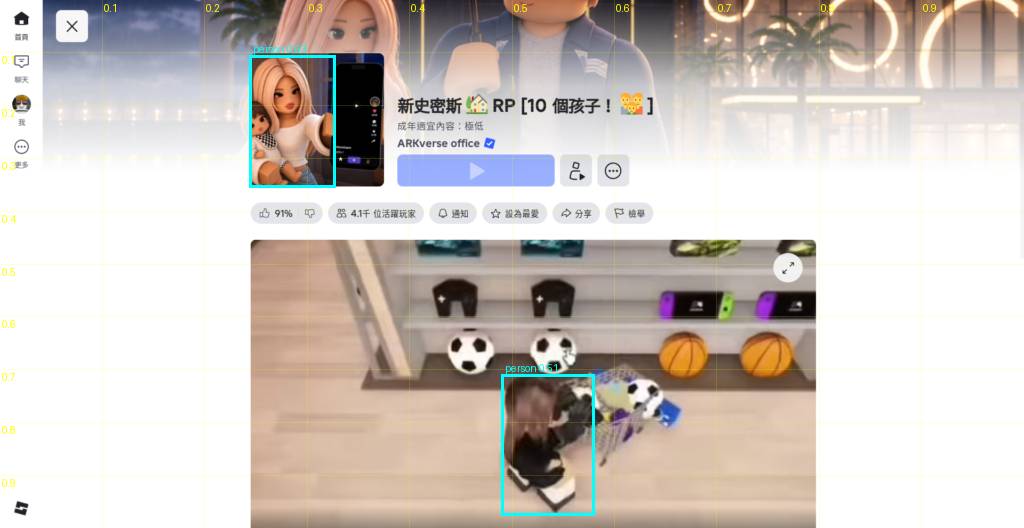 首頁
聊天
我
更多
新史密斯 🏡 RP [10 個孩子！ 👨‍👩‍👧‍👦 ]
成年適宜內容：極低
ARKverse office
91%
4.1千 位活躍玩家
通知
設為最愛
分享
檢舉